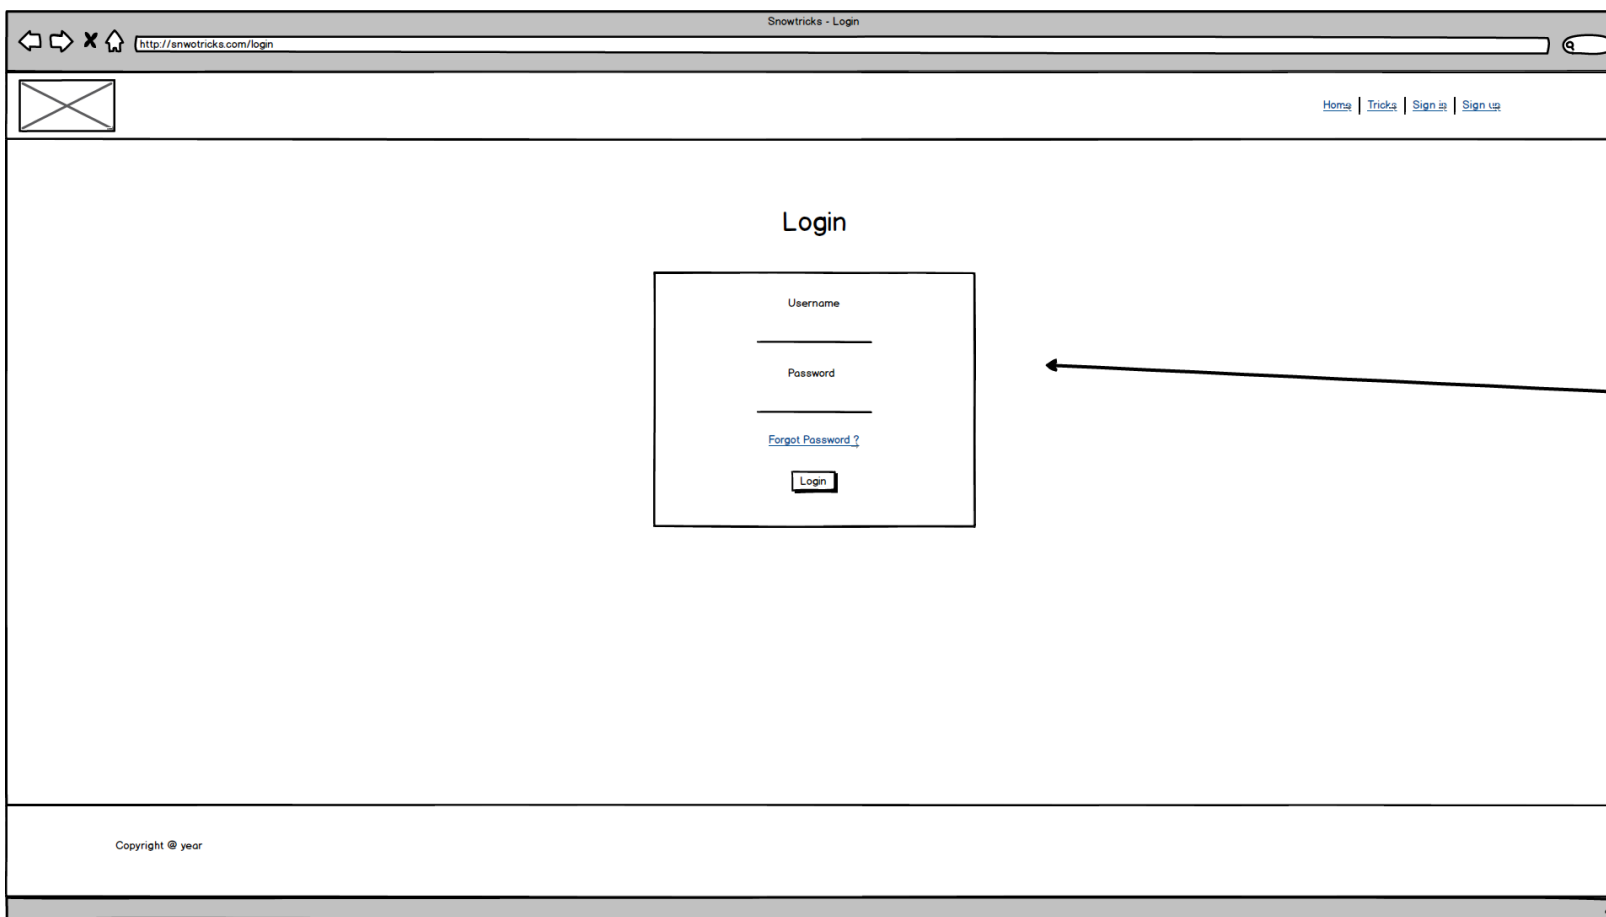 Snowtricks - Login
http://snwotricks.com/login
Home Tricks Sign in Sign up
Login
Username
Password
Forgot Password ?
Login
Copyright @ year